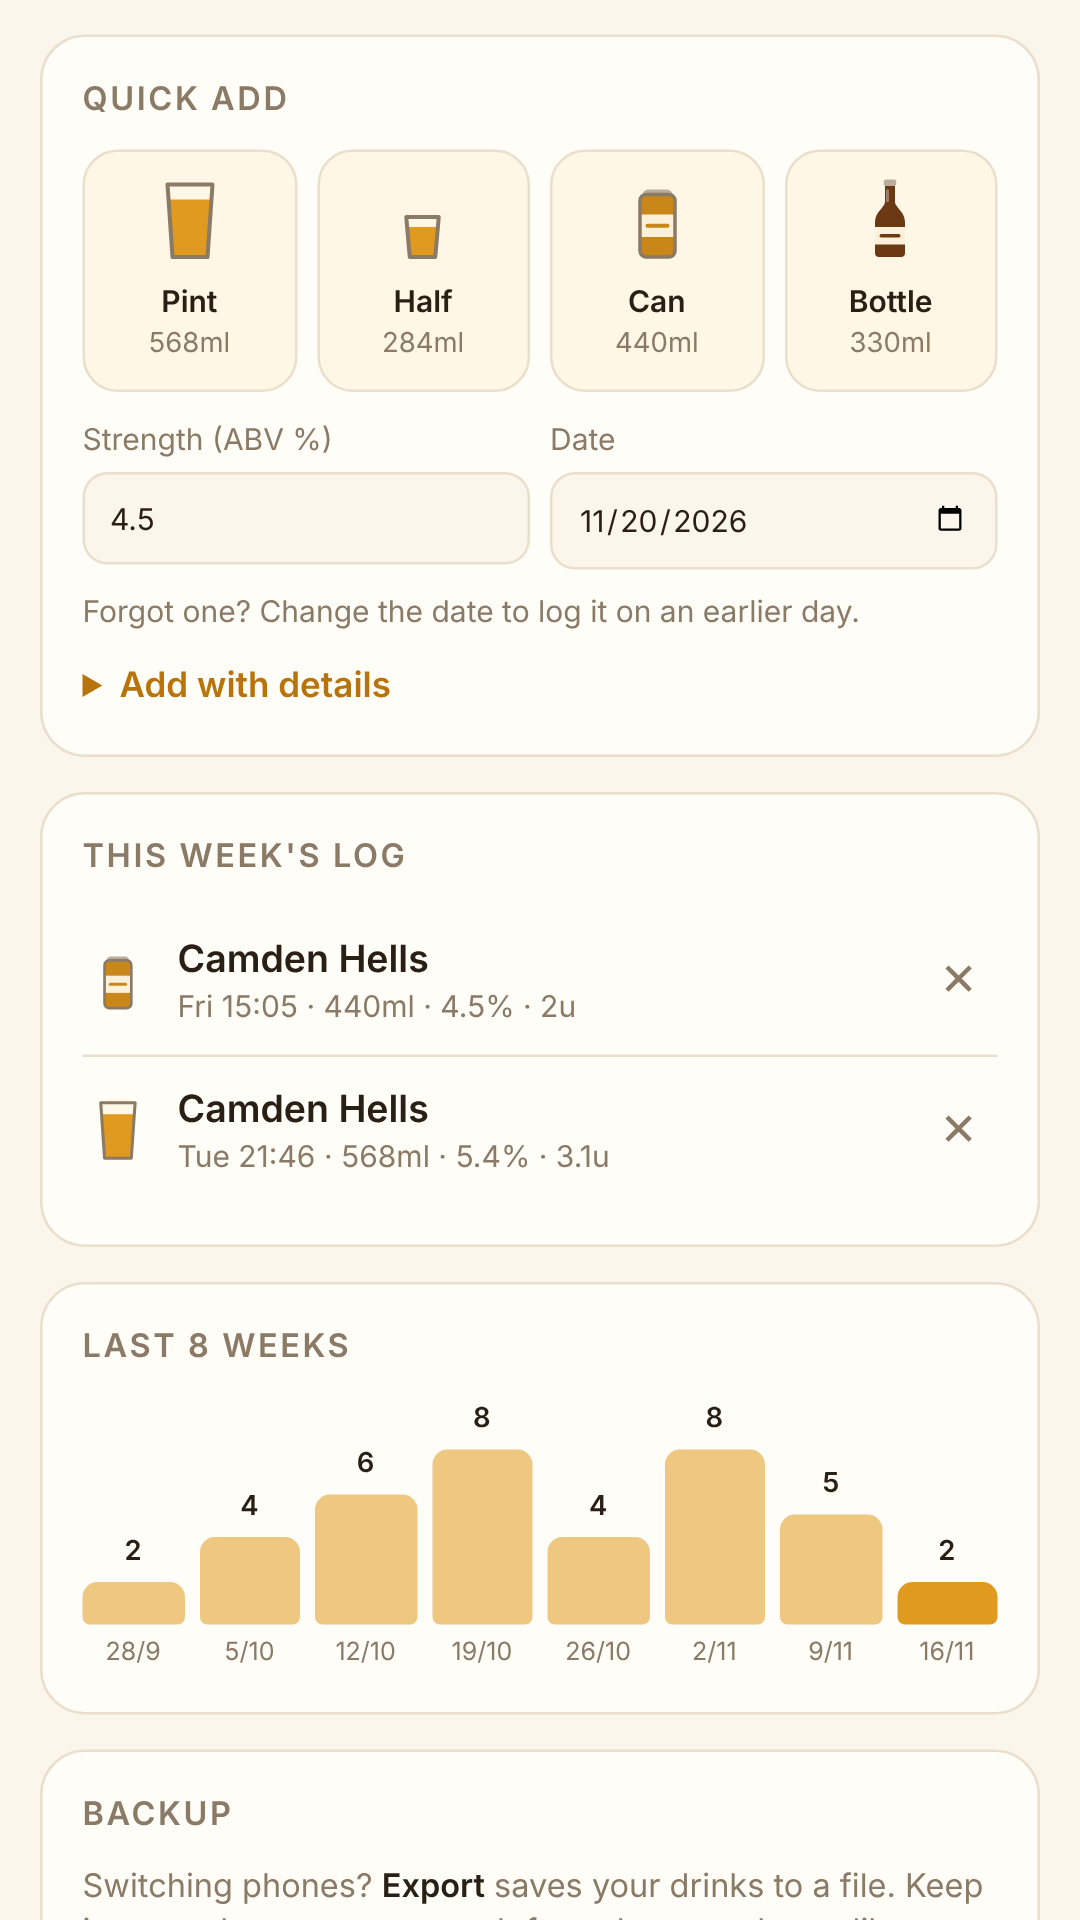 QUICK ADD
Pint
568ml
Half
284ml
Can
440ml
Bottle
330ml
Strength (ABV %)
Date
4.5
11/20/2026
Forgot one? Change the date to log it on an earlier day.
▶ Add with details
THIS WEEK'S LOG
Camden Hells
Fri 15:05 · 440ml · 4.5% · 2u
✕
Camden Hells
Tue 21:46 · 568ml · 5.4% · 3.1u
✕
LAST 8 WEEKS
2 4 6 8 4 8 5 2
28/9 5/10 12/10 19/10 26/10 2/11 9/11 16/11
BACKUP
Switching phones? Export saves your drinks to a file. Keep